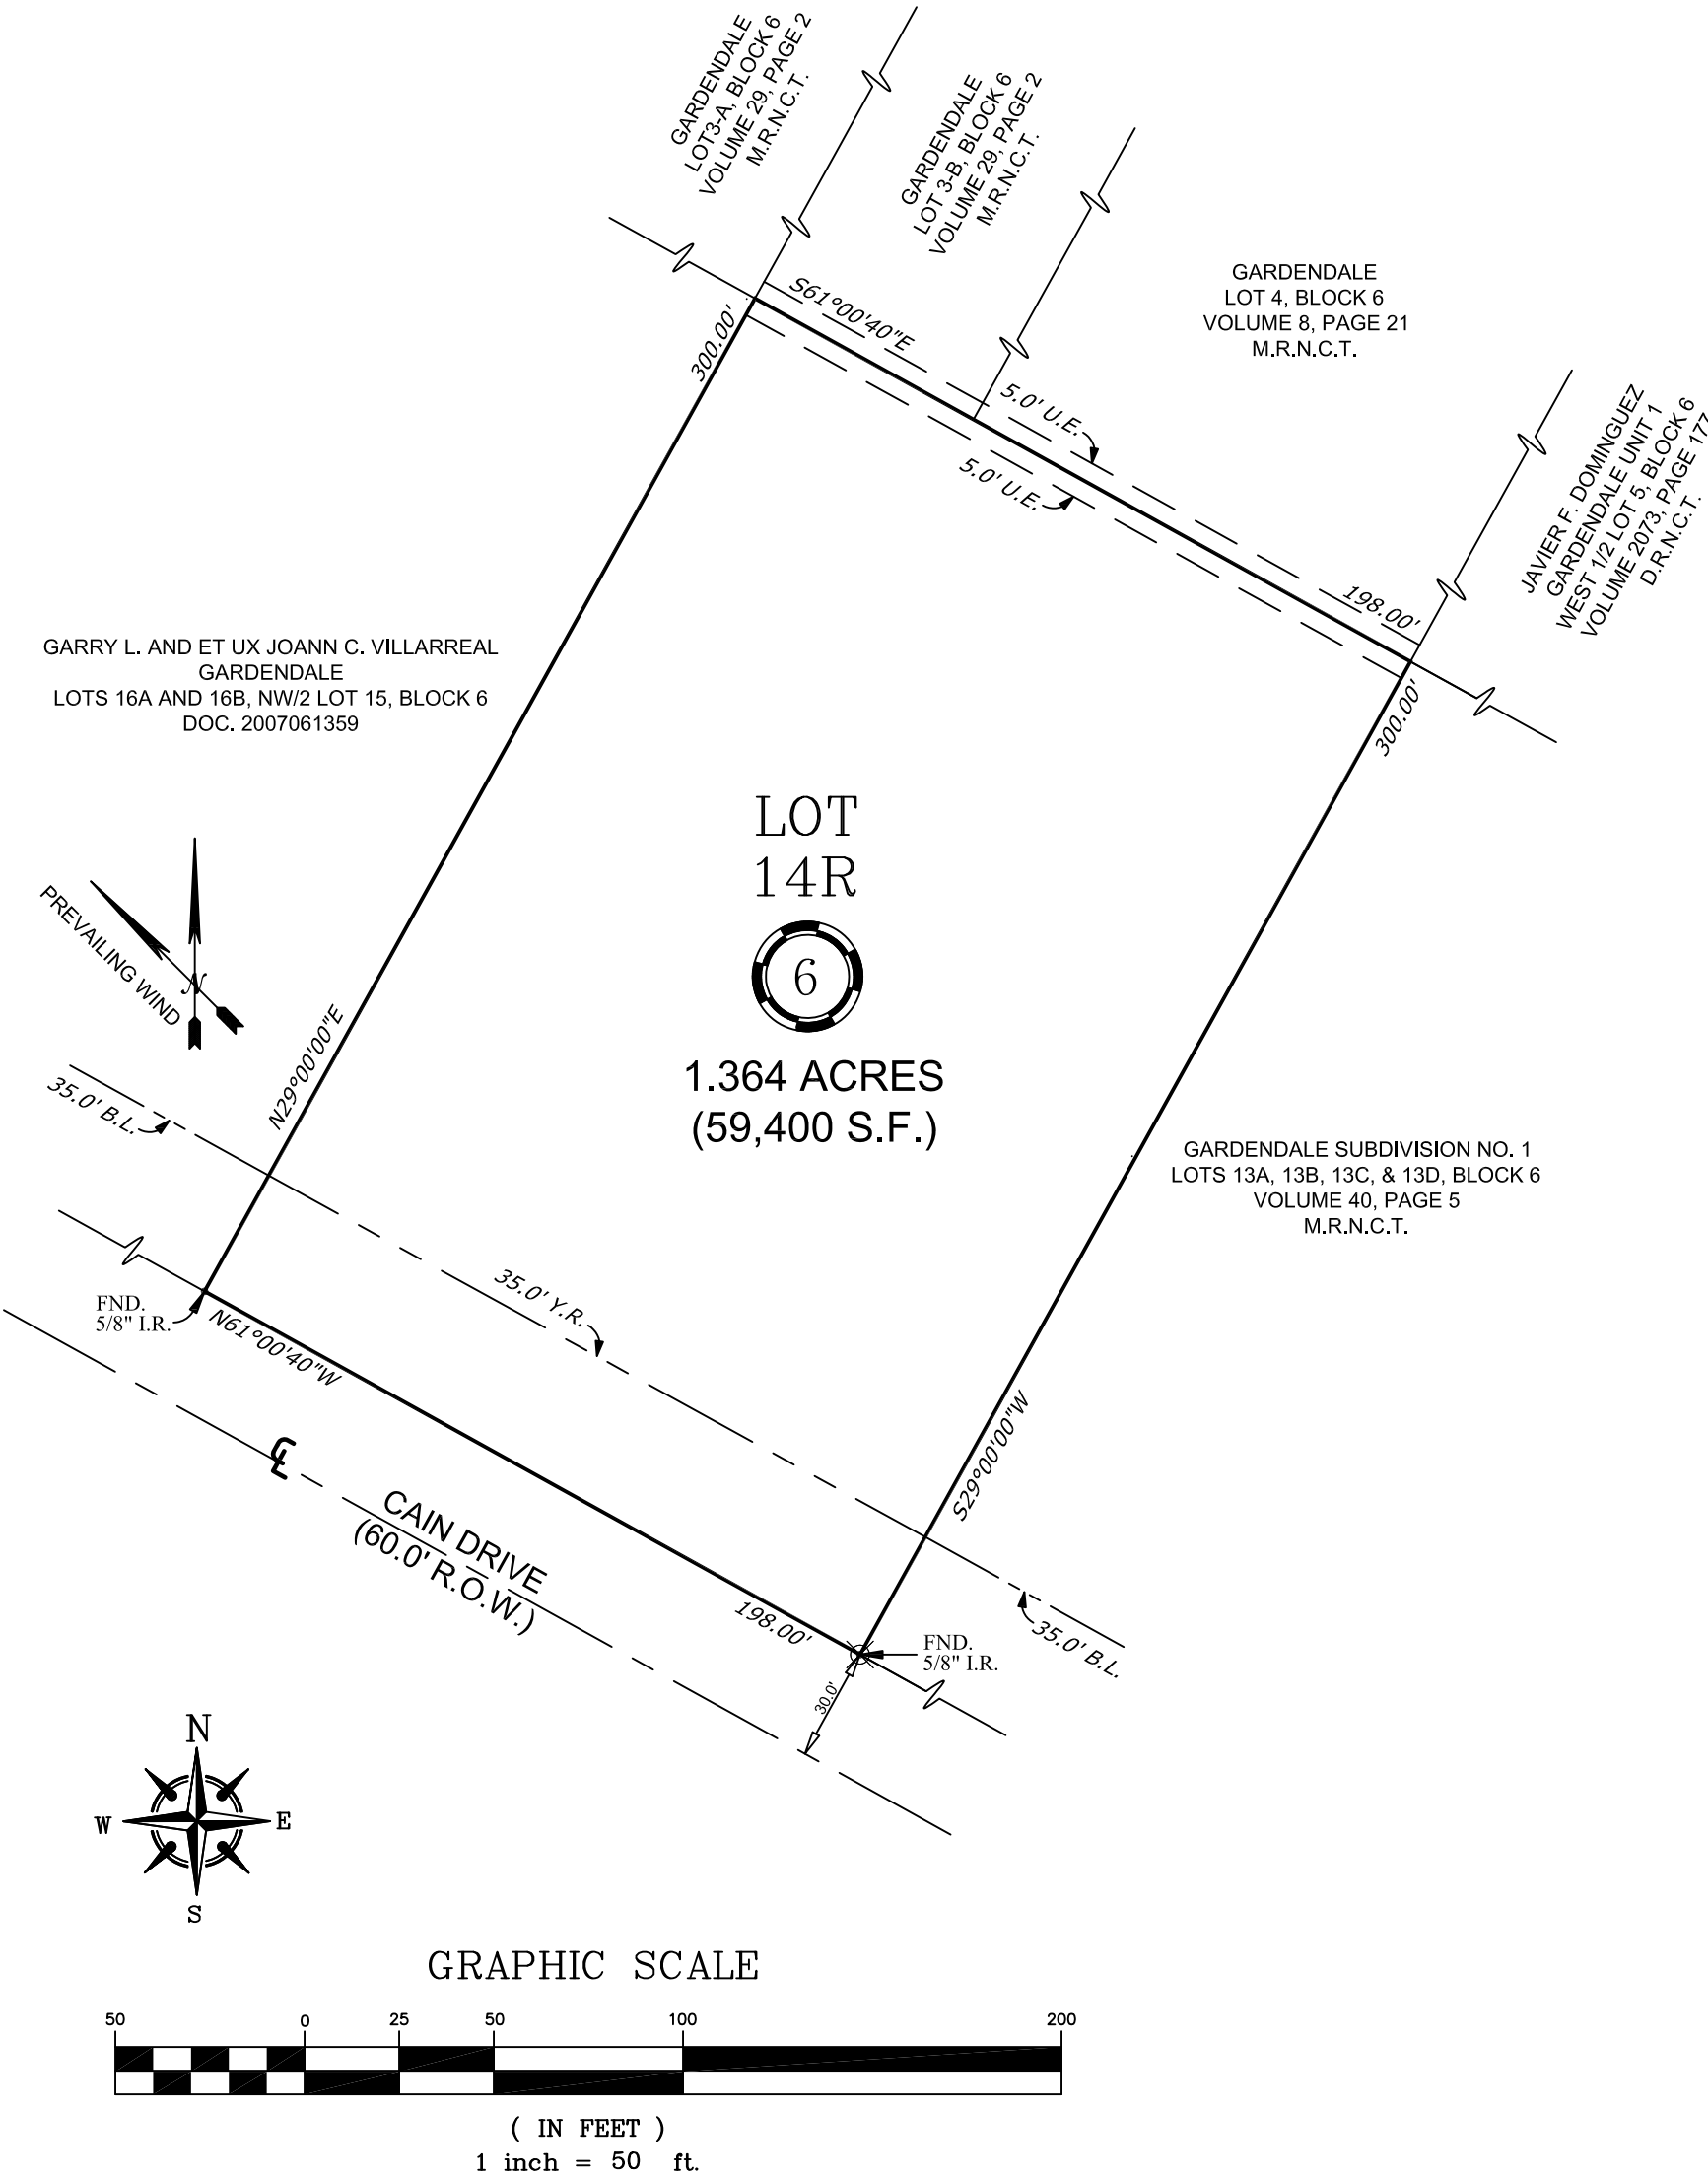 GARDENDALE
LOT3-A, BLOCK 6
VOLUME 29, PAGE 2
M.R.N.C.T.
GARDENDALE
LOT 3-B, BLOCK 6
VOLUME 29, PAGE 2
M.R.N.C.T.
GARDENDALE
LOT 4, BLOCK 6
VOLUME 8, PAGE 21
M.R.N.C.T.
JAVIER F. DOMINGUEZ
GARDENDALE UNIT 1
WEST 1/2 LOT 5, BLOCK 6
VOLUME 2073, PAGE 177
D.R.N.C.T.
S61°00'40"E
300.00'
5.0' U.E.
5.0' U.E.
198.00'
300.00'
GARRY L. AND ET UX JOANN C. VILLARREAL
GARDENDALE
LOTS 16A AND 16B, NW/2 LOT 15, BLOCK 6
DOC. 2007061359
LOT
14R
6
1.364 ACRES
(59,400 S.F.)
PREVAILING WIND
N
N29°00'00"E
35.0' B.L.
GARDENDALE SUBDIVISION NO. 1
LOTS 13A, 13B, 13C, & 13D, BLOCK 6
VOLUME 40, PAGE 5
M.R.N.C.T.
35.0' Y.R.
FND.
5/8" I.R.
N61°00'40"W
S29°00'00"W
CAIN DRIVE
(60.0' R.O.W.)
198.00'
FND.
5/8" I.R.
35.0' B.L.
30.0'
N
W
E
S
GRAPHIC SCALE
50 0 25 50 100 200
( IN FEET )
1 inch = 50 ft.